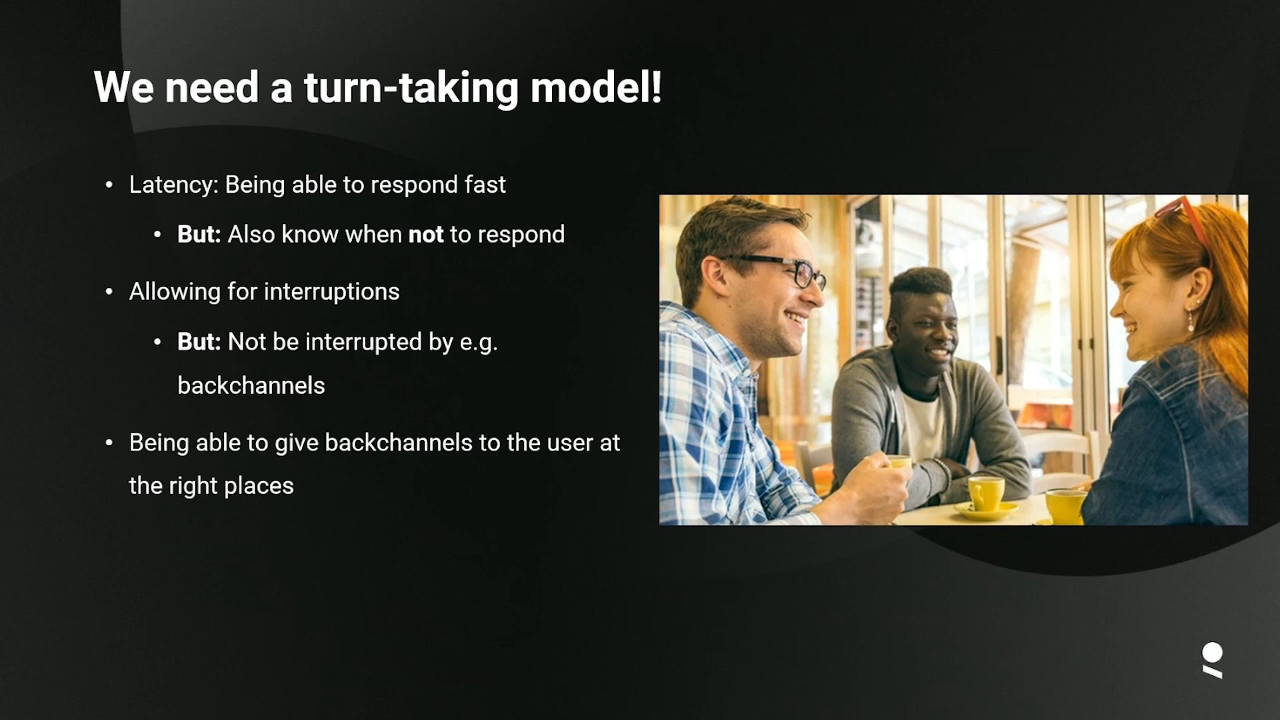 We need a turn-taking model!
• Latency: Being able to respond fast
• But: Also know when not to respond
• Allowing for interruptions
• But: Not be interrupted by e.g.
backchannels
• Being able to give backchannels to the user at
the right places